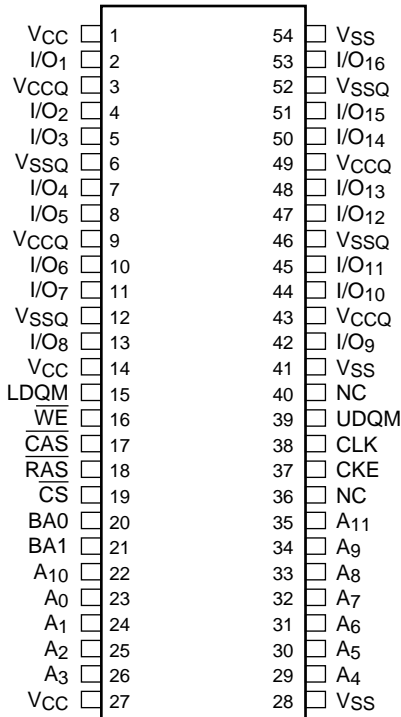 VCC 1 54 VSS
I/O1 2 53 I/O16
VCCQ 3 52 VSSQ
I/O2 4 51 I/O15
I/O3 5 50 I/O14
VSSQ 6 49 VCCQ
I/O4 7 48 I/O13
I/O5 8 47 I/O12
VCCQ 9 46 VSSQ
I/O6 10 45 I/O11
I/O7 11 44 I/O10
VSSQ 12 43 VCCQ
I/O8 13 42 I/O9
VCC 14 41 VSS
LDQM 15 40 NC
W̅E̅ 16 39 UDQM
C̅A̅S̅ 17 38 CLK
R̅A̅S̅ 18 37 CKE
C̅S̅ 19 36 NC
BA0 20 35 A11
BA1 21 34 A9
A10 22 33 A8
A0 23 32 A7
A1 24 31 A6
A2 25 30 A5
A3 26 29 A4
VCC 27 28 VSS